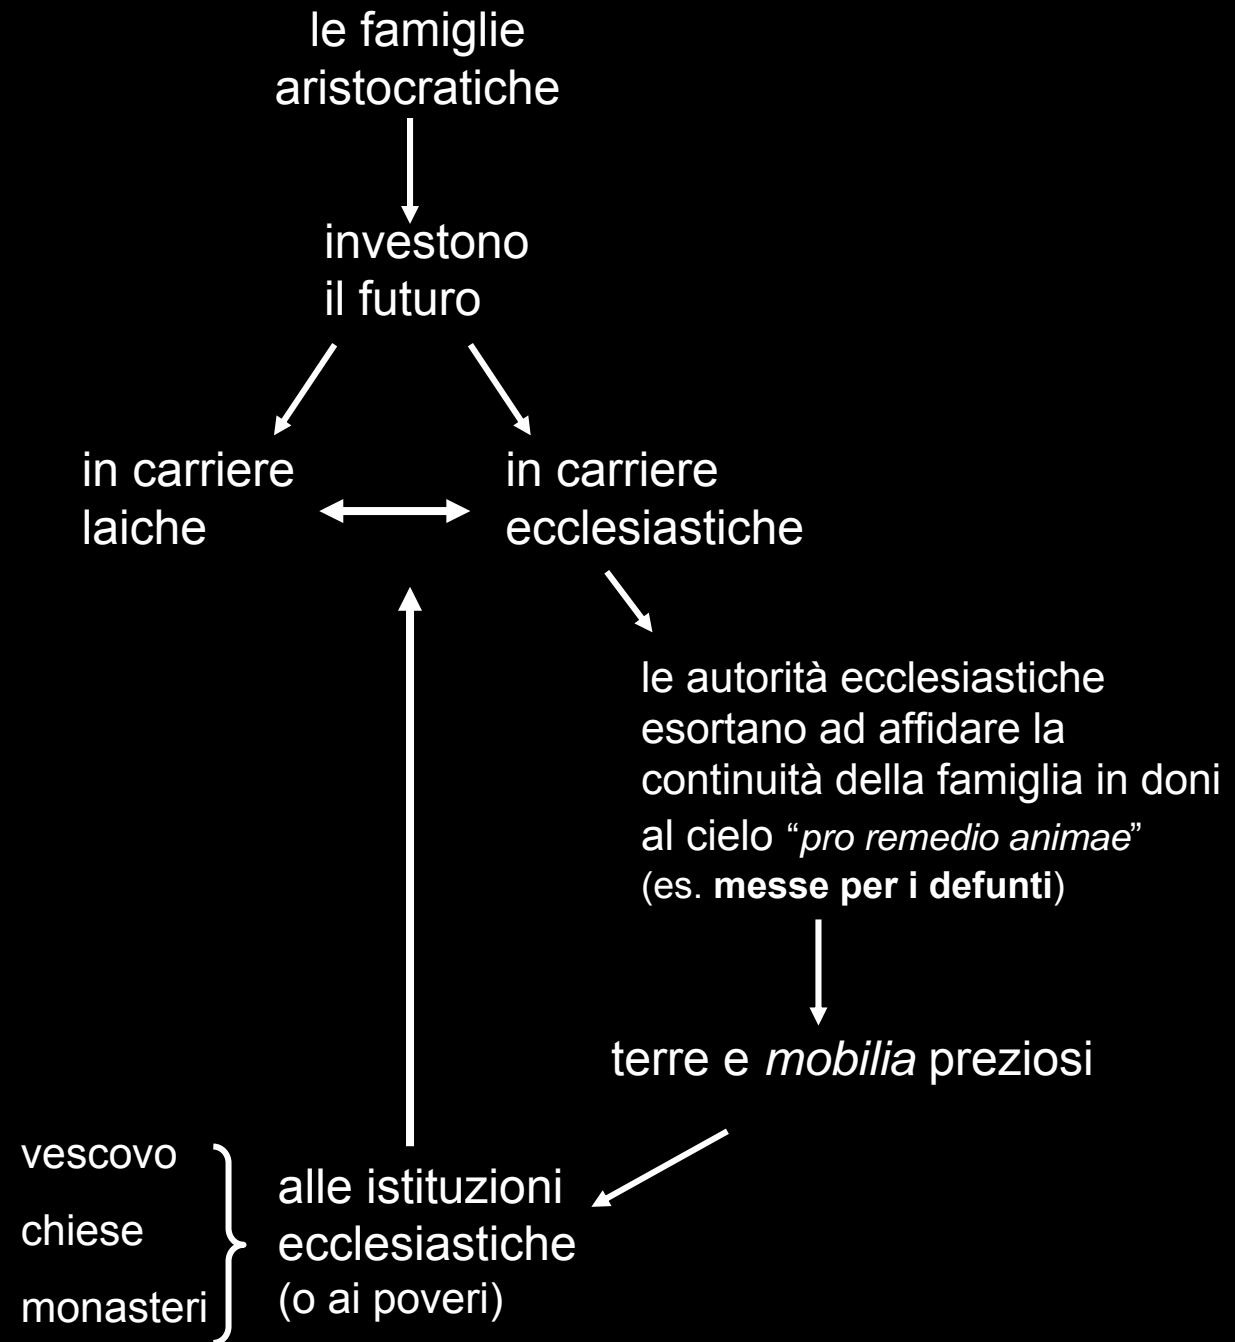 le famiglie
aristocratiche
investono
il futuro
in carriere
laiche
in carriere
ecclesiastiche
le autorità ecclesiastiche
esortano ad affidare la
continuità della famiglia in doni
al cielo “pro remedio animae”
(es. messe per i defunti)
terre e mobilia preziosi
vescovo
chiese
monasteri
alle istituzioni
ecclesiastiche
(o ai poveri)